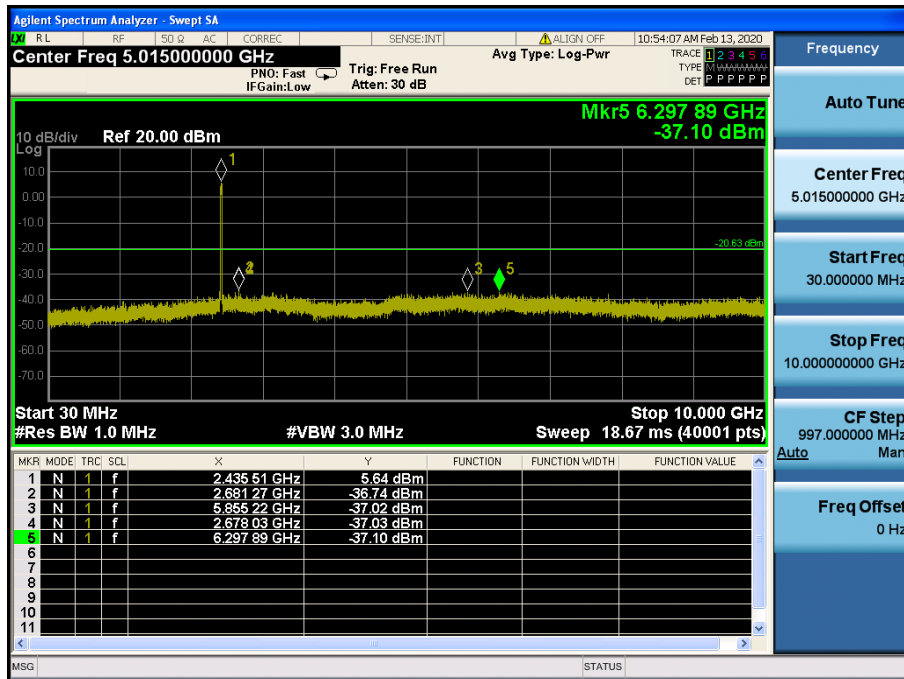 Agilent Spectrum Analyzer - Swept SA
LXI RL RF 50 Ω AC CORREC SENSE:INT ALIGN OFF 10:54:07 AM Feb 13, 2020
Center Freq 5.015000000 GHz
PNO: Fast
IFGain:Low
Trig: Free Run
Atten: 30 dB
Avg Type: Log-Pwr
TRACE 1 2 3 4 5 6
TYPE M WWWWW
DET P P P P P P
Mkr5 6.297 89 GHz
-37.10 dBm
10 dB/div Ref 20.00 dBm
Log
10.0
0.00
-10.0
-20.0
-30.0
-40.0
-50.0
-60.0
-70.0
1
2
3
5
-20.63 dBm
Start 30 MHz Stop 10.000 GHz
#Res BW 1.0 MHz #VBW 3.0 MHz Sweep 18.67 ms (40001 pts)
MKR MODE TRC SCL X Y FUNCTION FUNCTION WIDTH FUNCTION VALUE
1 N 1 f 2.435 51 GHz 5.64 dBm
2 N 1 f 2.681 27 GHz -36.74 dBm
3 N 1 f 5.855 22 GHz -37.02 dBm
4 N 1 f 2.678 03 GHz -37.03 dBm
5 N 1 f 6.297 89 GHz -37.10 dBm
6
7
8
9
10
11
MSG STATUS
Frequency
Auto Tune
Center Freq
5.015000000 GHz
Start Freq
30.000000 MHz
Stop Freq
10.000000000 GHz
CF Step
997.000000 MHz
Auto Man
Freq Offset
0 Hz